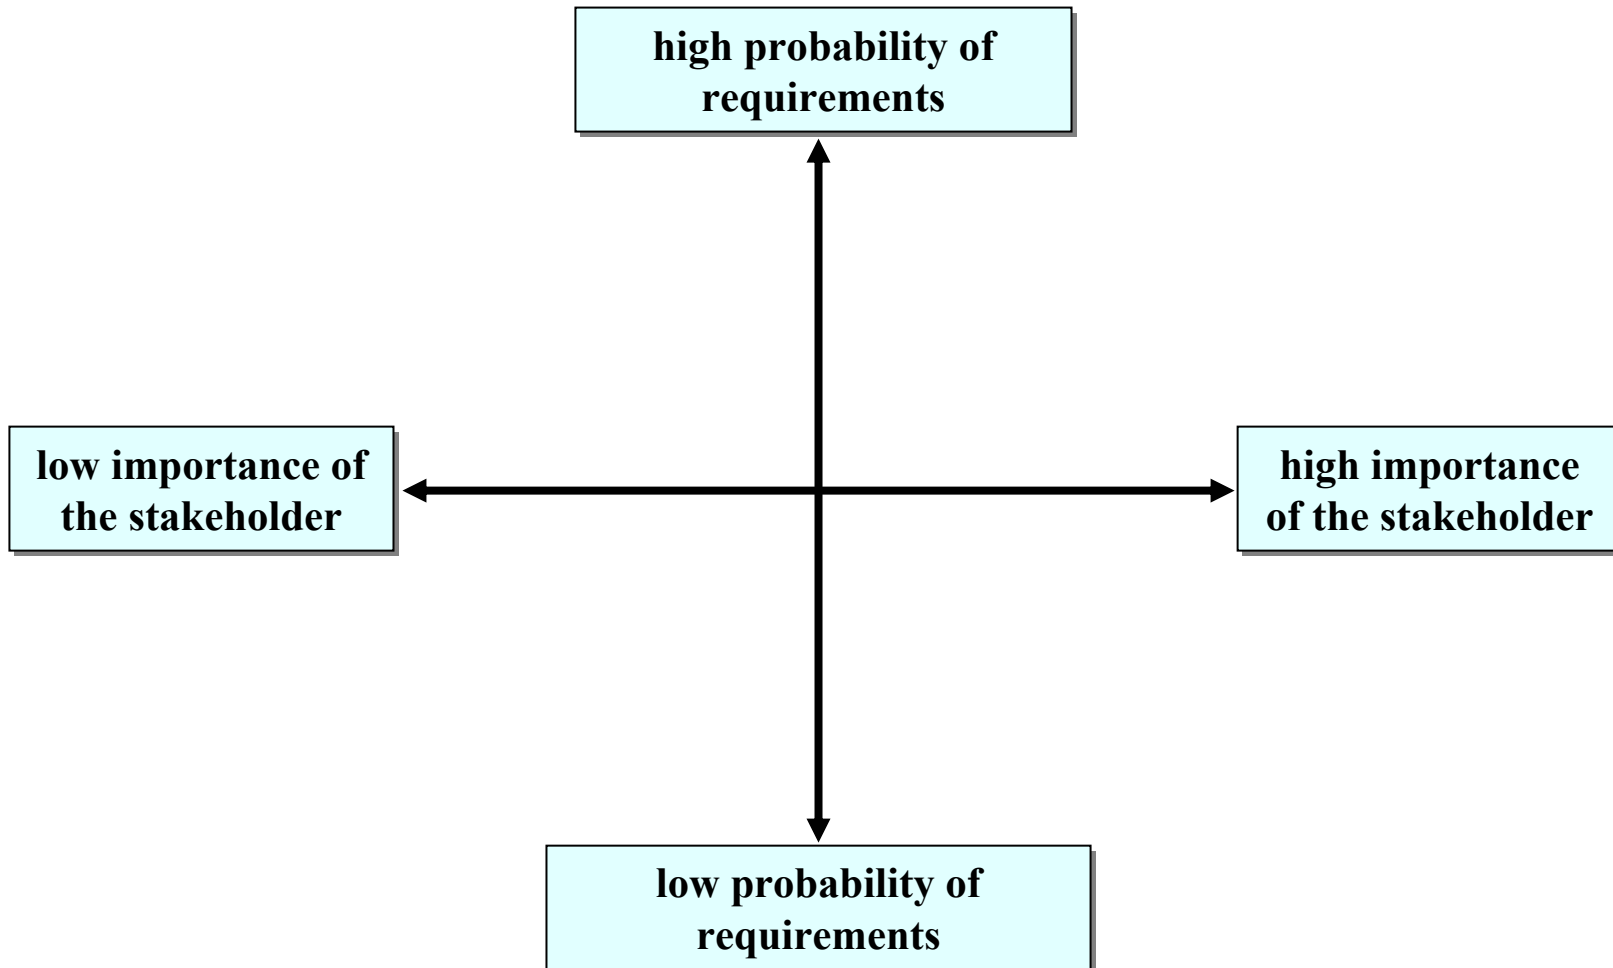 high probability of
requirements
low importance of
the stakeholder
high importance
of the stakeholder
low probability of
requirements